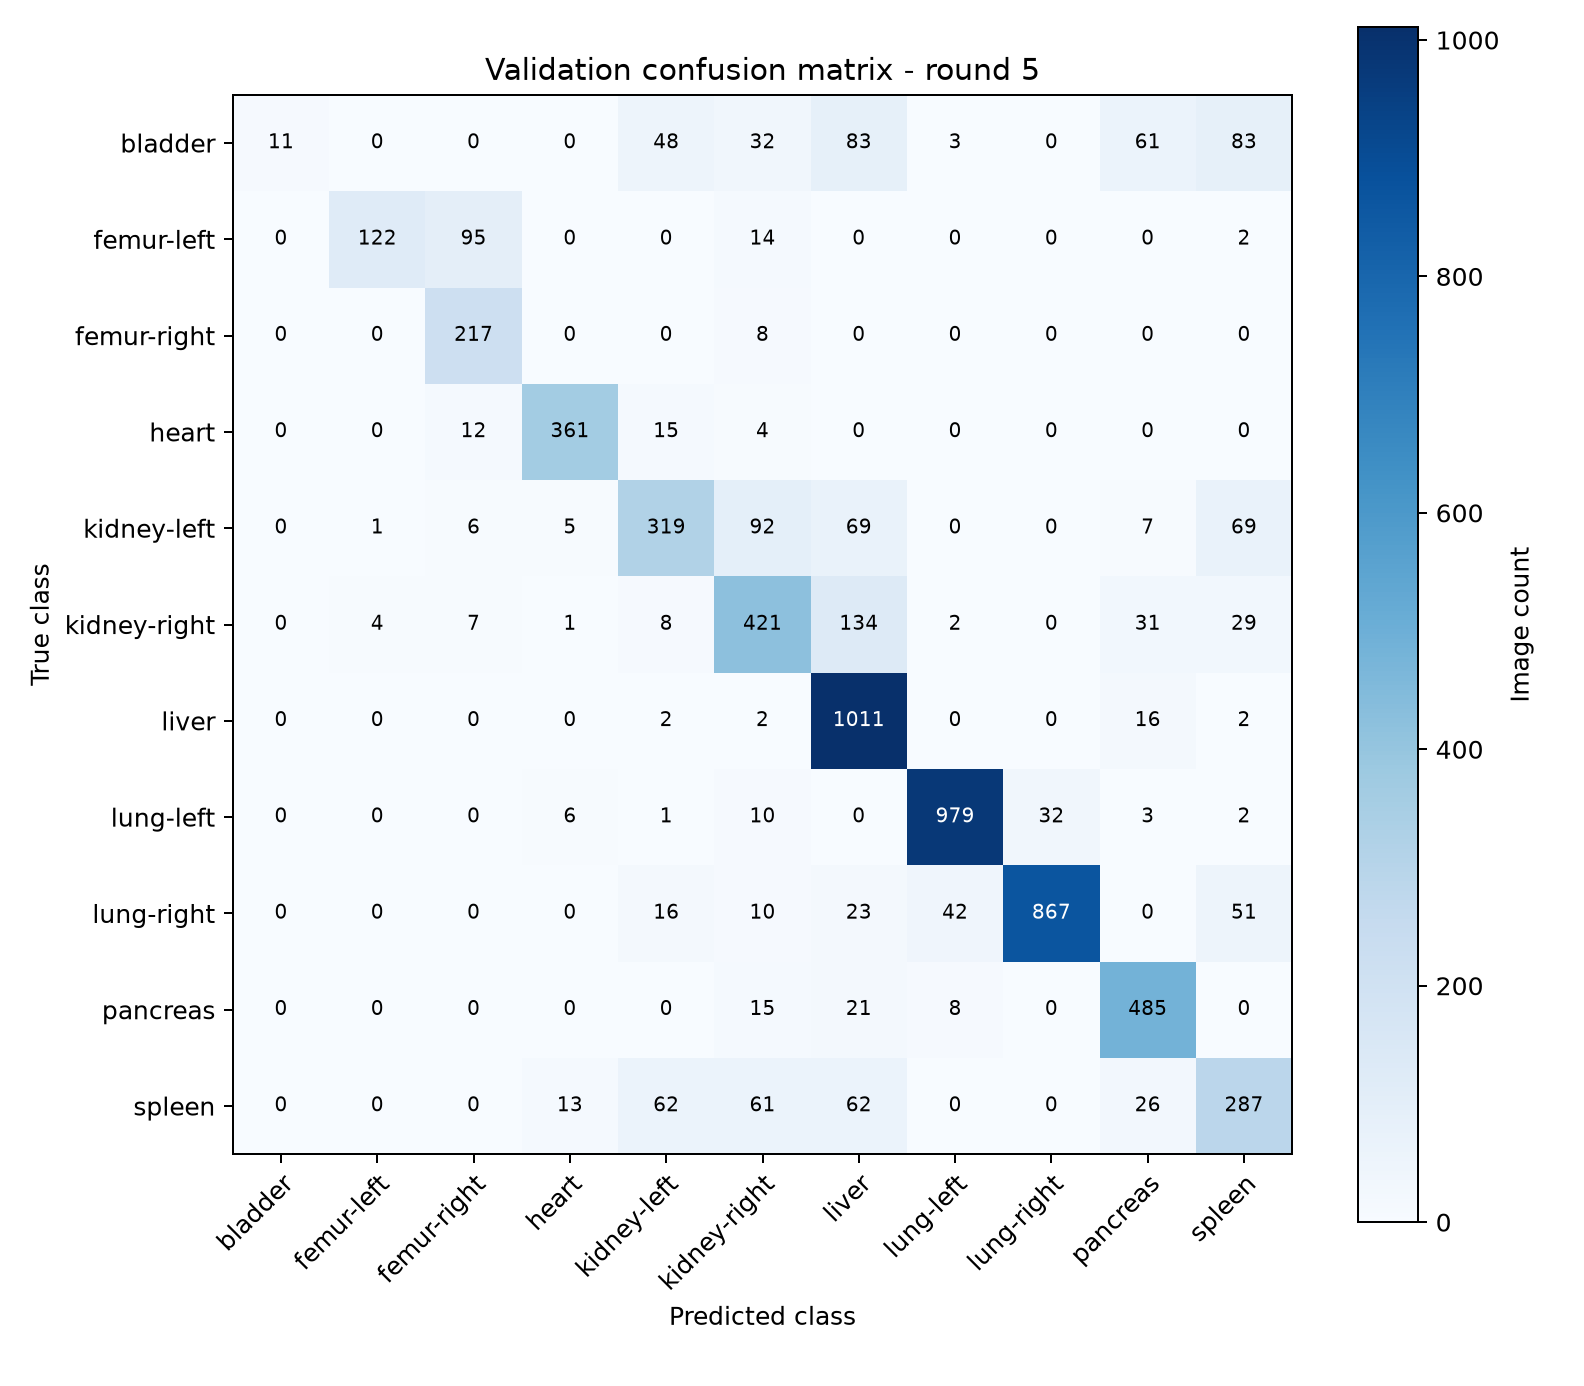 Validation confusion matrix - round 5
bladder 11 0 0 0 48 32 83 3 0 61 83
femur-left 0 122 95 0 0 14 0 0 0 0 2
femur-right 0 0 217 0 0 8 0 0 0 0 0
heart 0 0 12 361 15 4 0 0 0 0 0
kidney-left 0 1 6 5 319 92 69 0 0 7 69
kidney-right 0 4 7 1 8 421 134 2 0 31 29
liver 0 0 0 0 2 2 1011 0 0 16 2
lung-left 0 0 0 6 1 10 0 979 32 3 2
lung-right 0 0 0 0 16 10 23 42 867 0 51
pancreas 0 0 0 0 0 15 21 8 0 485 0
spleen 0 0 0 13 62 61 62 0 0 26 287
bladder femur-left femur-right heart kidney-left kidney-right liver lung-left lung-right pancreas spleen
Predicted class
True class
1000
800
600
400
200
0
Image count